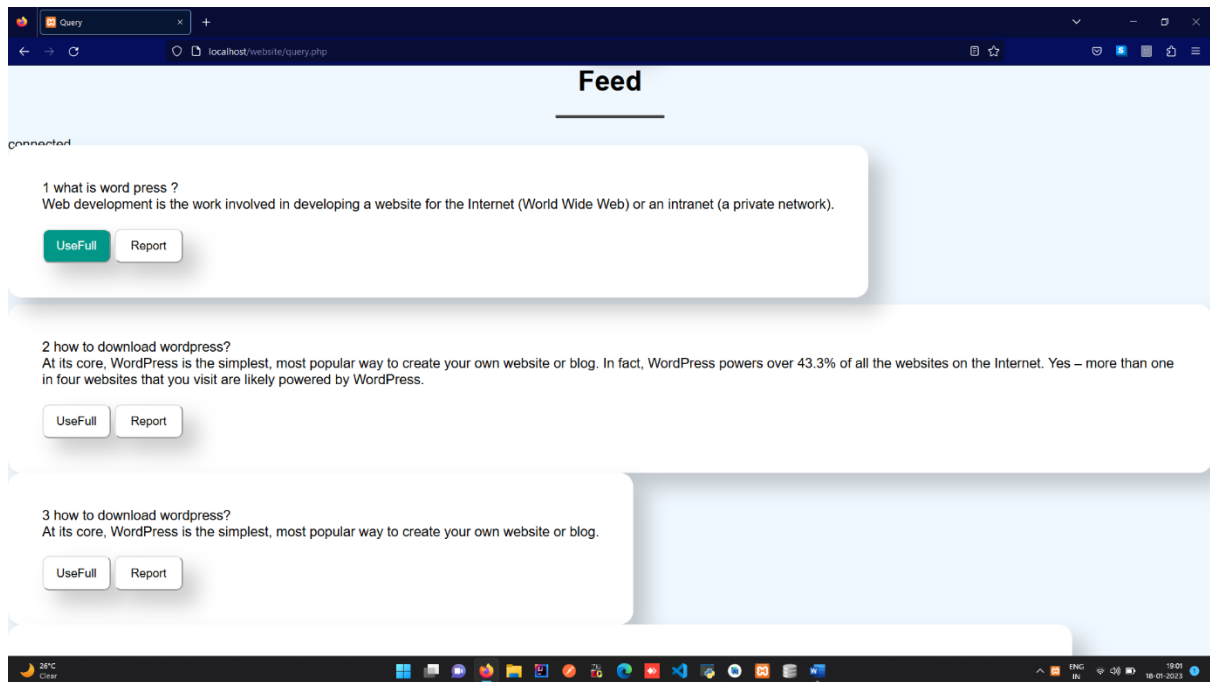 Query
localhost/website/query.php
Feed
connected
1 what is word press ?
Web development is the work involved in developing a website for the Internet (World Wide Web) or an intranet (a private network).
UseFull Report
2 how to download wordpress?
At its core, WordPress is the simplest, most popular way to create your own website or blog. In fact, WordPress powers over 43.3% of all the websites on the Internet. Yes – more than one
in four websites that you visit are likely powered by WordPress.
UseFull Report
3 how to download wordpress?
At its core, WordPress is the simplest, most popular way to create your own website or blog.
UseFull Report
26°C
Clear
ENG
IN
19:01
18-01-2023